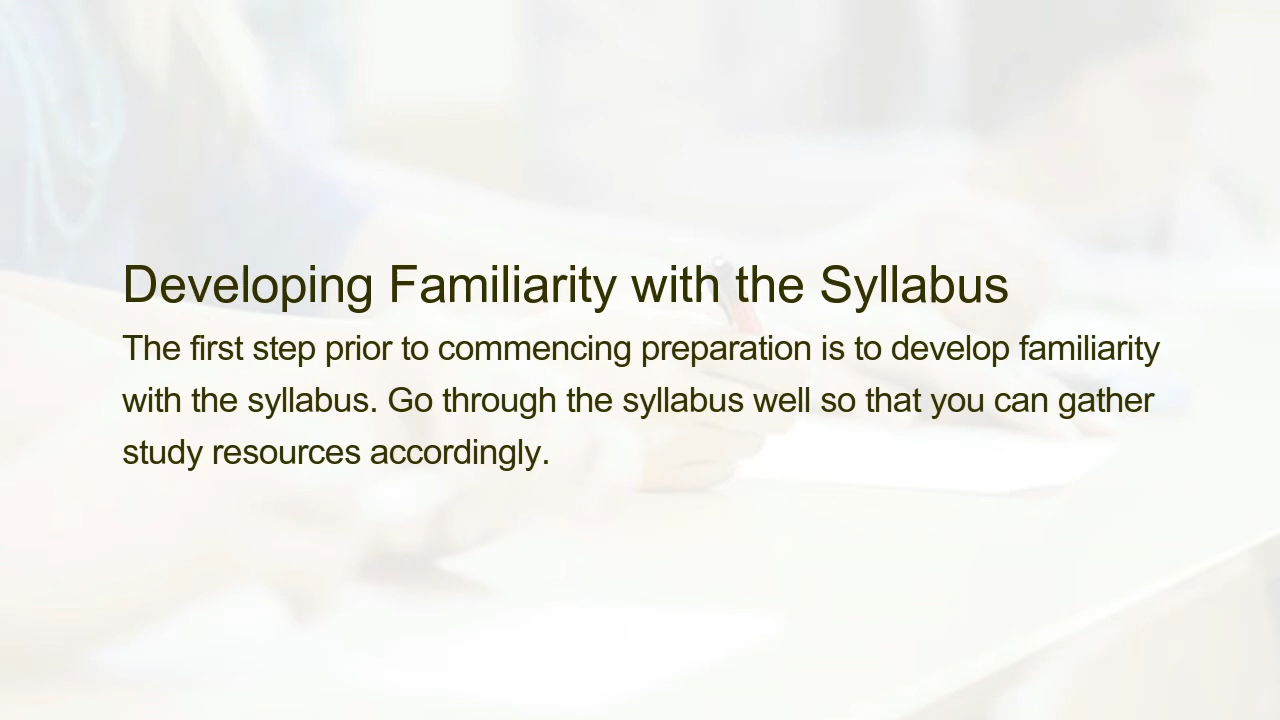 Developing Familiarity with the Syllabus
The first step prior to commencing preparation is to develop familiarity
with the syllabus. Go through the syllabus well so that you can gather
study resources accordingly.